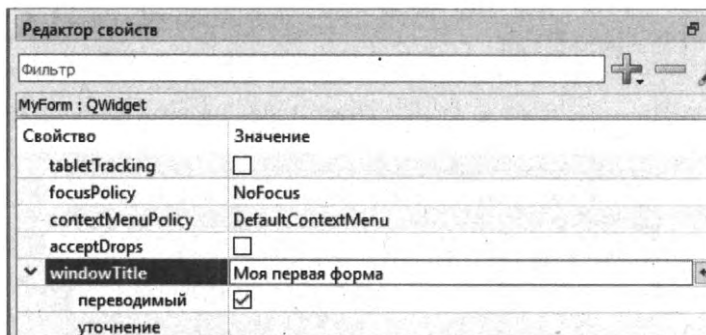 Редактор свойств
Фильтр
MyForm : QWidget
Свойство Значение
tabletTracking
focusPolicy NoFocus
contextMenuPolicy DefaultContextMenu
acceptDrops
windowTitle Моя первая форма
переводимый
уточнение